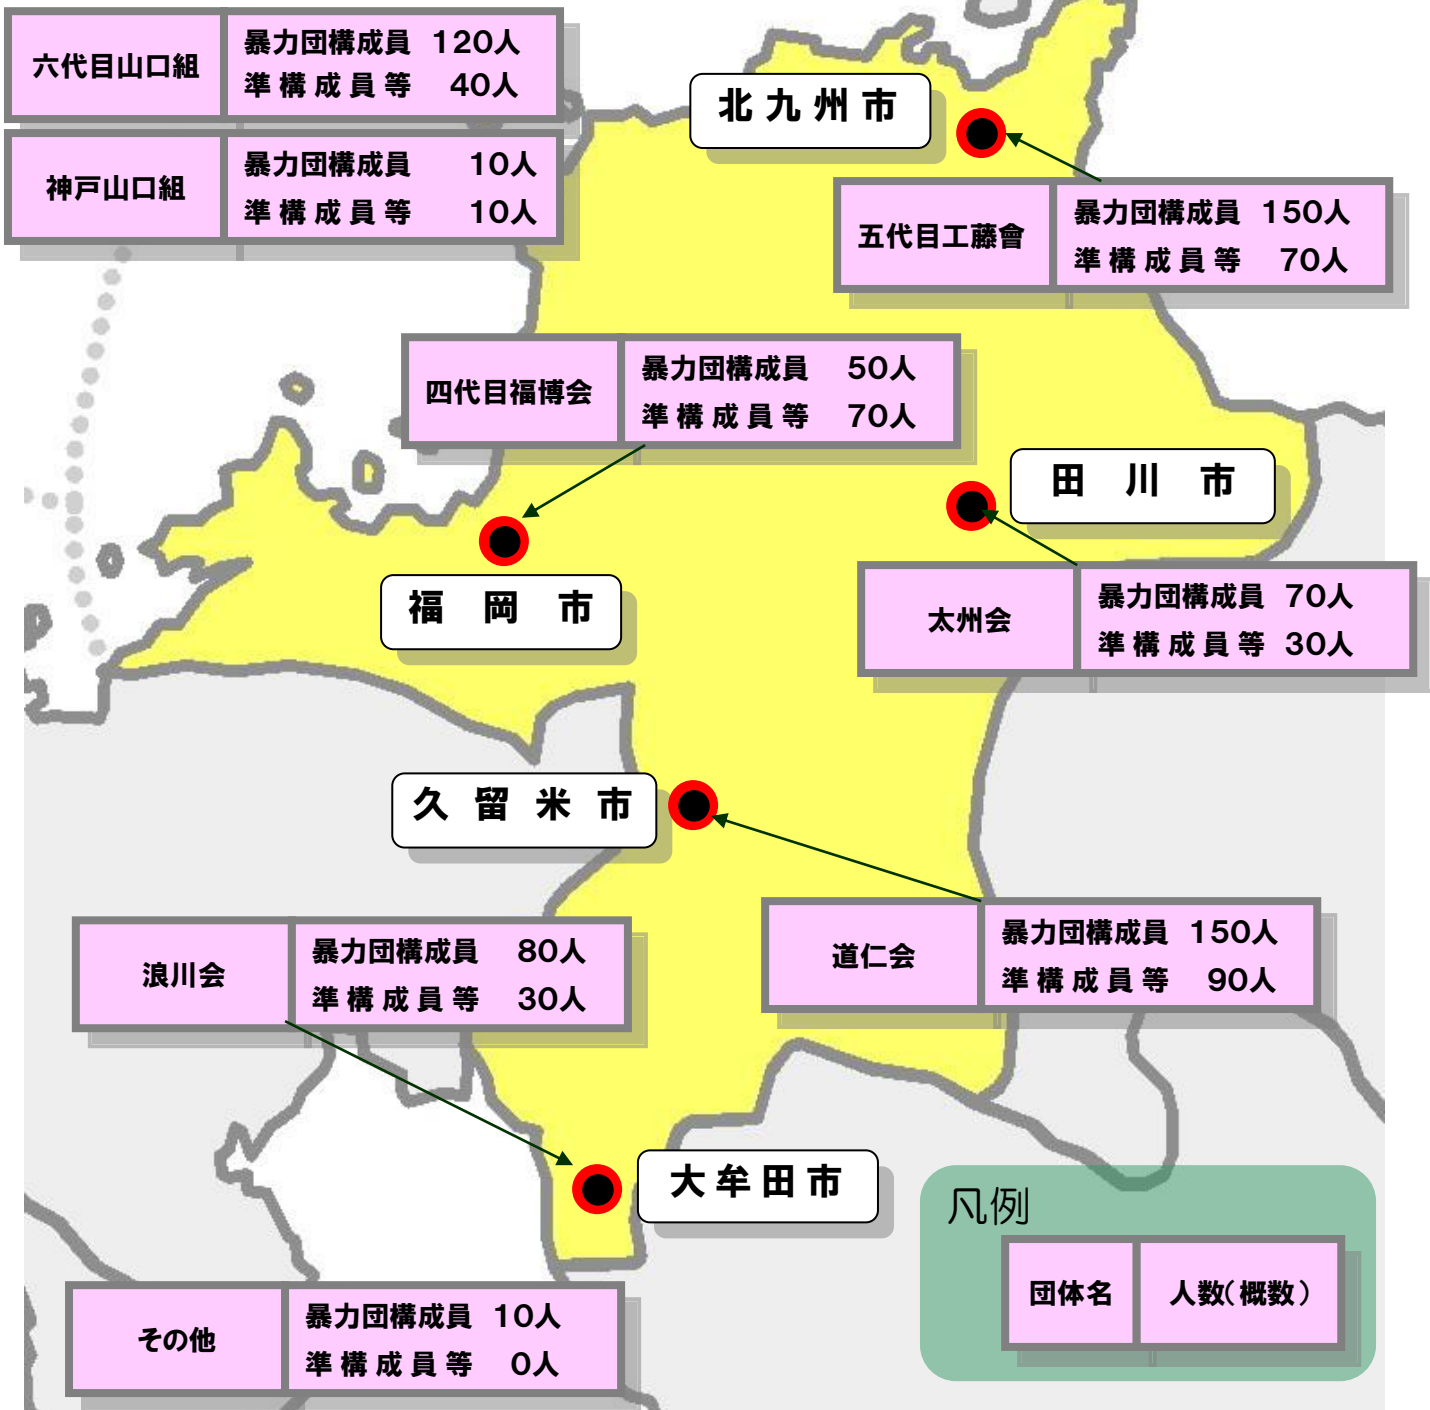 六代目山口組
暴力団構成員 120人
準構成員等 40人
神戸山口組
暴力団構成員 10人
準構成員等 10人
北九州市
五代目工藤會
暴力団構成員 150人
準構成員等 70人
四代目福博会
暴力団構成員 50人
準構成員等 70人
田川市
福岡市
太州会
暴力団構成員 70人
準構成員等 30人
久留米市
浪川会
暴力団構成員 80人
準構成員等 30人
道仁会
暴力団構成員 150人
準構成員等 90人
大牟田市
凡例
団体名
人数(概数)
その他
暴力団構成員 10人
準構成員等 0人